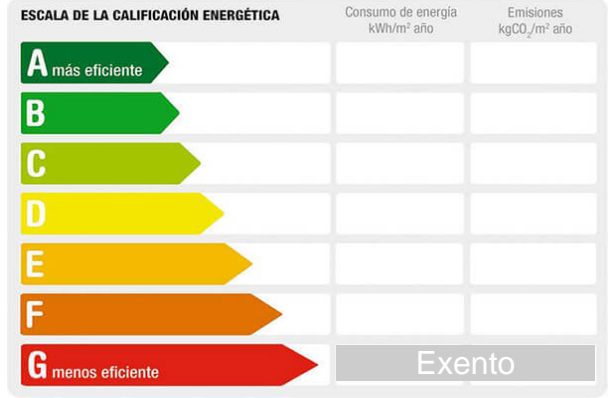 ESCALA DE LA CALIFICACIÓN ENERGÉTICA
Consumo de energía
kWh/m² año
Emisiones
kgCO₂/m² año
A más eficiente
B
C
D
E
F
G menos eficiente
Exento